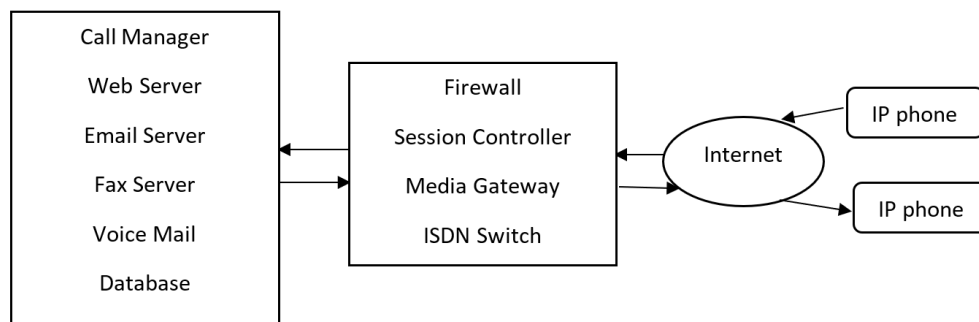 Call Manager
Web Server
Email Server
Fax Server
Voice Mail
Database
Firewall
Session Controller
Media Gateway
ISDN Switch
Internet
IP phone
IP phone